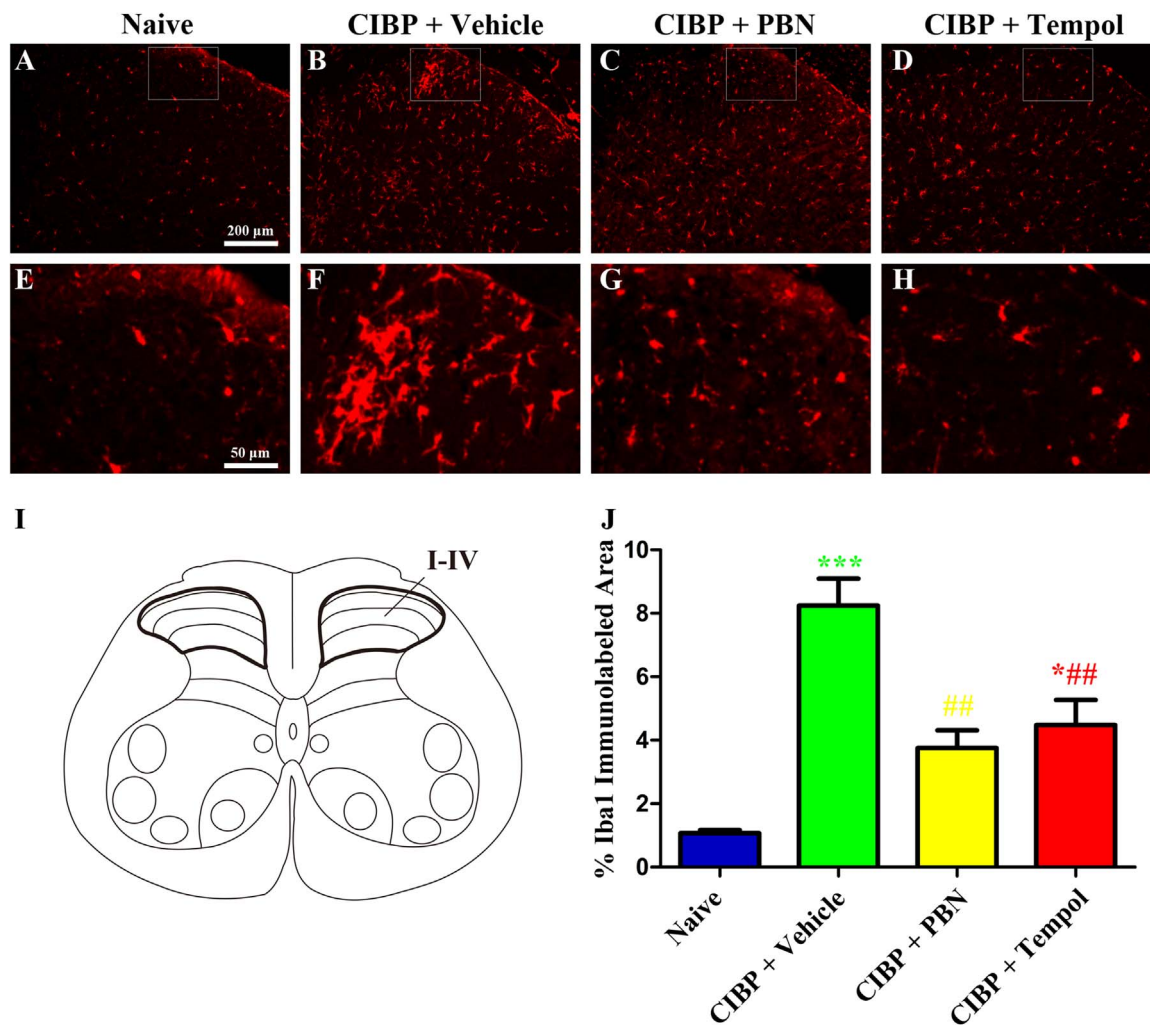 Naive CIBP + Vehicle CIBP + PBN CIBP + Tempol
A B C D
200 µm
E F G H
50 µm
I
I-IV
J
% Iba1 Immunolabeled Area
10
8
6
4
2
0
***
##
*##
Naive
CIBP + Vehicle
CIBP + PBN
CIBP + Tempol